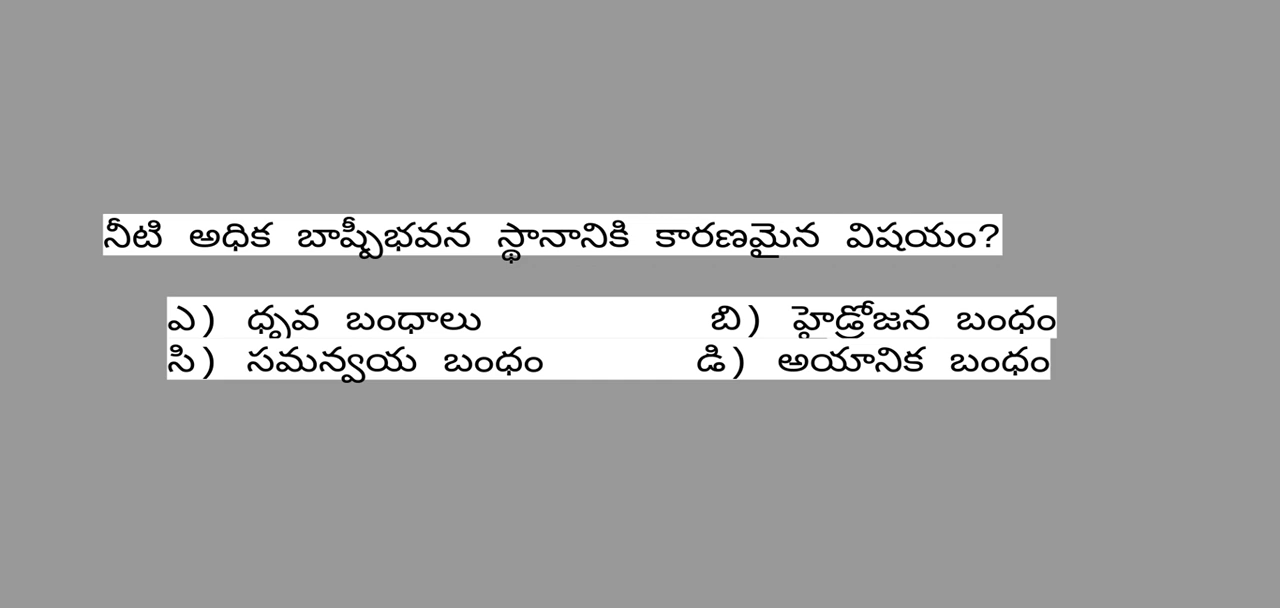 నీటి అధిక బాష్పీభవన స్థానానికి కారణమైన విషయం?
ఎ) ధృవ బంధాలు బి) హైడ్రోజన బంధం
సి) సమన్వయ బంధం డి) అయానిక బంధం